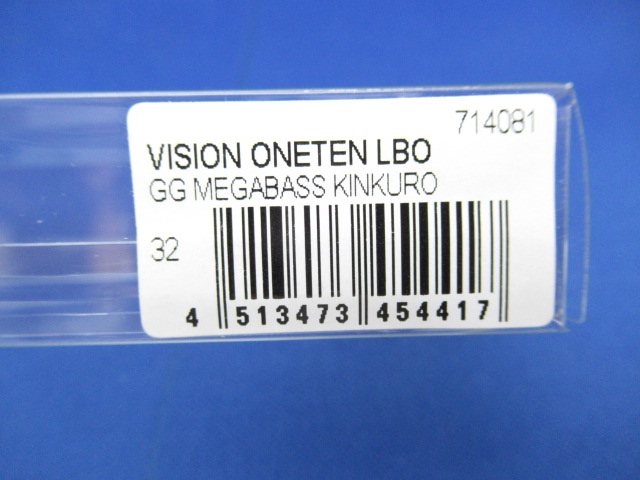 714081
VISION ONETEN LBO
GG MEGABASS KINKURO
32
4 513473 454417